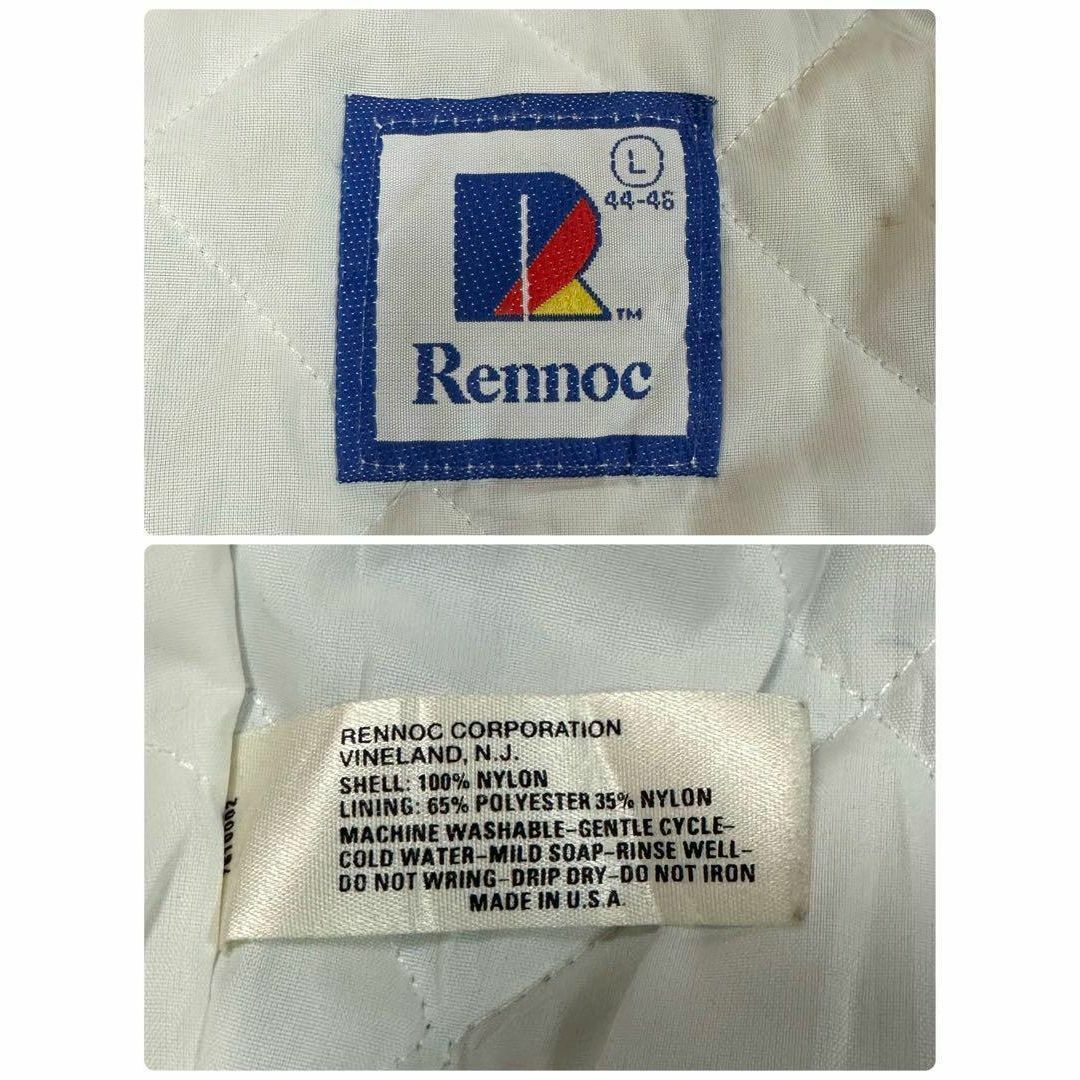 L
44-46
TM
Rennoc
RENNOC CORPORATION
VINELAND, N.J.
SHELL: 100% NYLON
LINING: 65% POLYESTER 35% NYLON
MACHINE WASHABLE-GENTLE CYCLE-
COLD WATER-MILD SOAP-RINSE WELL-
DO NOT WRING-DRIP DRY-DO NOT IRON
MADE IN U.S.A.